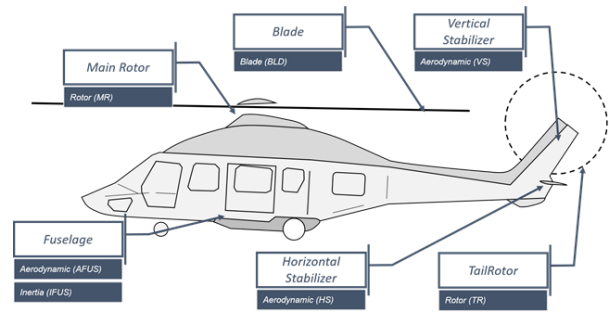 Vertical
Stabilizer
Aerodynamic (VS)
Blade
Blade (BLD)
Main Rotor
Rotor (MR)
Fuselage
Aerodynamic (AFUS)
Inertia (IFUS)
Horizontal
Stabilizer
Aerodynamic (HS)
TailRotor
Rotor (TR)